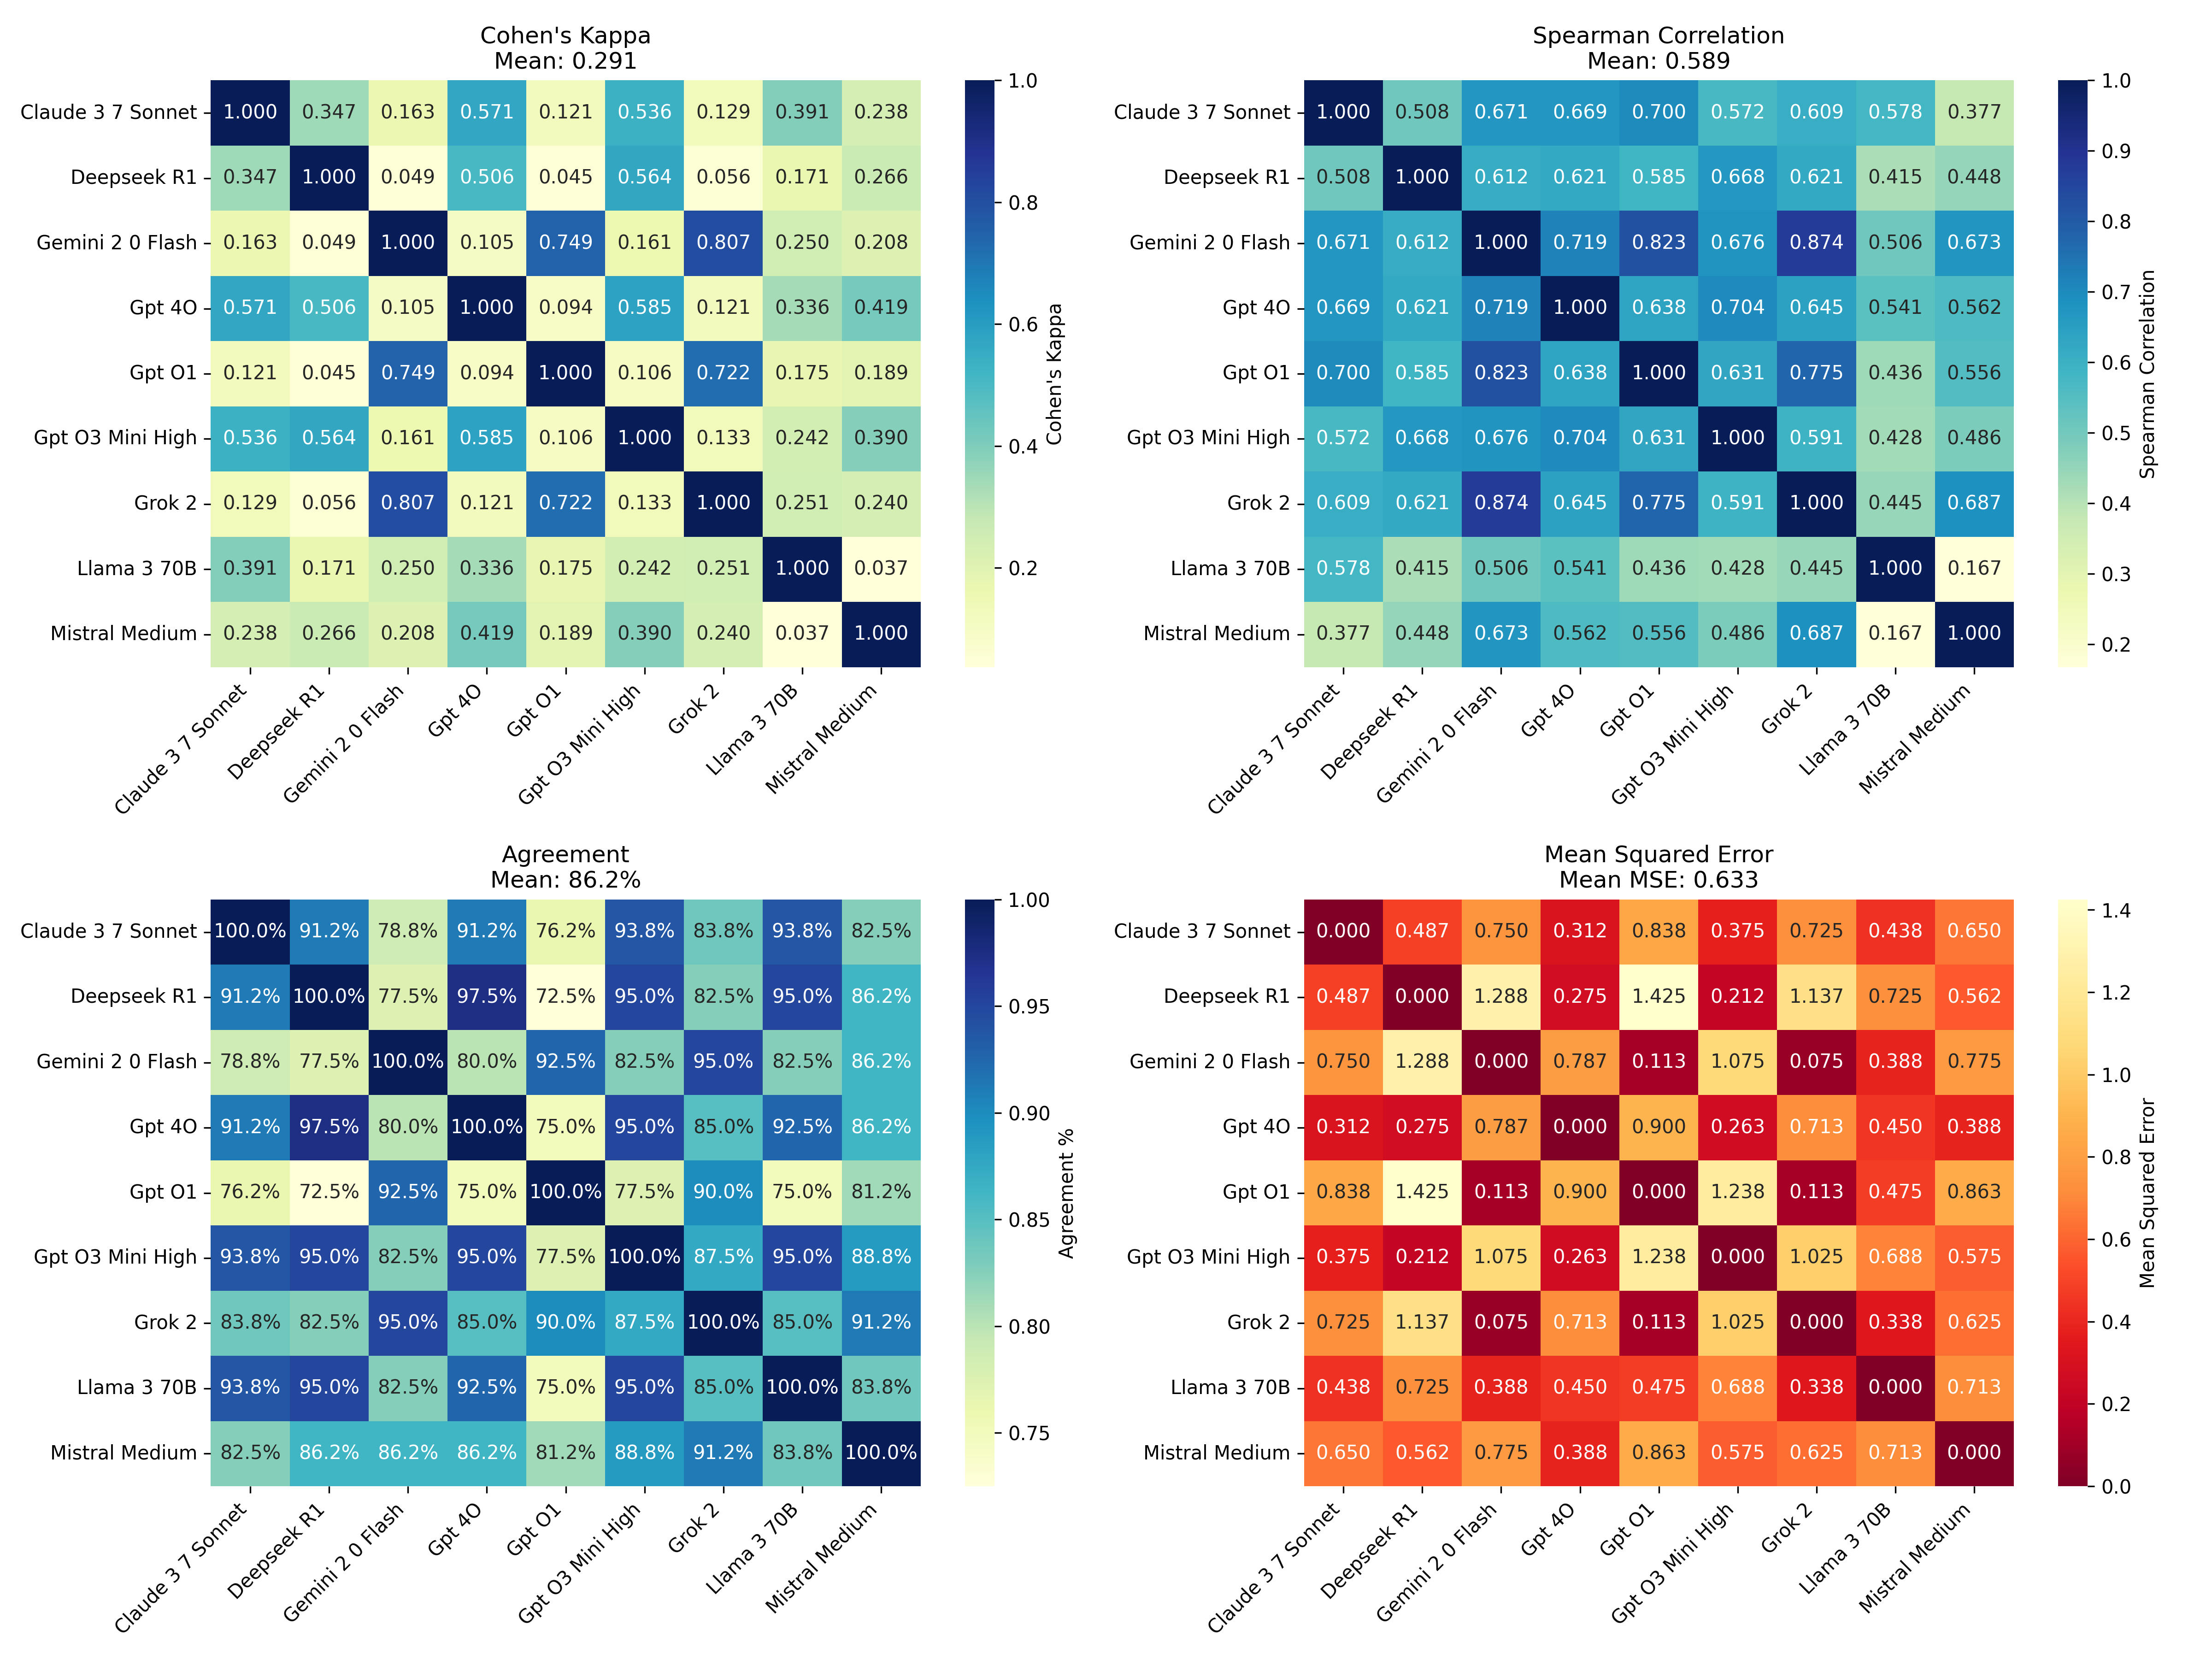 Cohen's Kappa
Mean: 0.291
Claude 3 7 Sonnet 1.000 0.347 0.163 0.571 0.121 0.536 0.129 0.391 0.238
Deepseek R1 0.347 1.000 0.049 0.506 0.045 0.564 0.056 0.171 0.266
Gemini 2 0 Flash 0.163 0.049 1.000 0.105 0.749 0.161 0.807 0.250 0.208
Gpt 4O 0.571 0.506 0.105 1.000 0.094 0.585 0.121 0.336 0.419
Gpt O1 0.121 0.045 0.749 0.094 1.000 0.106 0.722 0.175 0.189
Gpt O3 Mini High 0.536 0.564 0.161 0.585 0.106 1.000 0.133 0.242 0.390
Grok 2 0.129 0.056 0.807 0.121 0.722 0.133 1.000 0.251 0.240
Llama 3 70B 0.391 0.171 0.250 0.336 0.175 0.242 0.251 1.000 0.037
Mistral Medium 0.238 0.266 0.208 0.419 0.189 0.390 0.240 0.037 1.000
Claude 3 7 Sonnet
Deepseek R1
Gemini 2 0 Flash
Gpt 4O
Gpt O1
Gpt O3 Mini High
Grok 2
Llama 3 70B
Mistral Medium
1.0
0.8
0.6
0.4
0.2
Cohen's Kappa
Spearman Correlation
Mean: 0.589
Claude 3 7 Sonnet 1.000 0.508 0.671 0.669 0.700 0.572 0.609 0.578 0.377
Deepseek R1 0.508 1.000 0.612 0.621 0.585 0.668 0.621 0.415 0.448
Gemini 2 0 Flash 0.671 0.612 1.000 0.719 0.823 0.676 0.874 0.506 0.673
Gpt 4O 0.669 0.621 0.719 1.000 0.638 0.704 0.645 0.541 0.562
Gpt O1 0.700 0.585 0.823 0.638 1.000 0.631 0.775 0.436 0.556
Gpt O3 Mini High 0.572 0.668 0.676 0.704 0.631 1.000 0.591 0.428 0.486
Grok 2 0.609 0.621 0.874 0.645 0.775 0.591 1.000 0.445 0.687
Llama 3 70B 0.578 0.415 0.506 0.541 0.436 0.428 0.445 1.000 0.167
Mistral Medium 0.377 0.448 0.673 0.562 0.556 0.486 0.687 0.167 1.000
Claude 3 7 Sonnet
Deepseek R1
Gemini 2 0 Flash
Gpt 4O
Gpt O1
Gpt O3 Mini High
Grok 2
Llama 3 70B
Mistral Medium
1.0
0.9
0.8
0.7
0.6
0.5
0.4
0.3
0.2
Spearman Correlation
Agreement
Mean: 86.2%
Claude 3 7 Sonnet 100.0% 91.2% 78.8% 91.2% 76.2% 93.8% 83.8% 93.8% 82.5%
Deepseek R1 91.2% 100.0% 77.5% 97.5% 72.5% 95.0% 82.5% 95.0% 86.2%
Gemini 2 0 Flash 78.8% 77.5% 100.0% 80.0% 92.5% 82.5% 95.0% 82.5% 86.2%
Gpt 4O 91.2% 97.5% 80.0% 100.0% 75.0% 95.0% 85.0% 92.5% 86.2%
Gpt O1 76.2% 72.5% 92.5% 75.0% 100.0% 77.5% 90.0% 75.0% 81.2%
Gpt O3 Mini High 93.8% 95.0% 82.5% 95.0% 77.5% 100.0% 87.5% 95.0% 88.8%
Grok 2 83.8% 82.5% 95.0% 85.0% 90.0% 87.5% 100.0% 85.0% 91.2%
Llama 3 70B 93.8% 95.0% 82.5% 92.5% 75.0% 95.0% 85.0% 100.0% 83.8%
Mistral Medium 82.5% 86.2% 86.2% 86.2% 81.2% 88.8% 91.2% 83.8% 100.0%
Claude 3 7 Sonnet
Deepseek R1
Gemini 2 0 Flash
Gpt 4O
Gpt O1
Gpt O3 Mini High
Grok 2
Llama 3 70B
Mistral Medium
1.00
0.95
0.90
0.85
0.80
0.75
Agreement %
Mean Squared Error
Mean MSE: 0.633
Claude 3 7 Sonnet 0.000 0.487 0.750 0.312 0.838 0.375 0.725 0.438 0.650
Deepseek R1 0.487 0.000 1.288 0.275 1.425 0.212 1.137 0.725 0.562
Gemini 2 0 Flash 0.750 1.288 0.000 0.787 0.113 1.075 0.075 0.388 0.775
Gpt 4O 0.312 0.275 0.787 0.000 0.900 0.263 0.713 0.450 0.388
Gpt O1 0.838 1.425 0.113 0.900 0.000 1.238 0.113 0.475 0.863
Gpt O3 Mini High 0.375 0.212 1.075 0.263 1.238 0.000 1.025 0.688 0.575
Grok 2 0.725 1.137 0.075 0.713 0.113 1.025 0.000 0.338 0.625
Llama 3 70B 0.438 0.725 0.388 0.450 0.475 0.688 0.338 0.000 0.713
Mistral Medium 0.650 0.562 0.775 0.388 0.863 0.575 0.625 0.713 0.000
Claude 3 7 Sonnet
Deepseek R1
Gemini 2 0 Flash
Gpt 4O
Gpt O1
Gpt O3 Mini High
Grok 2
Llama 3 70B
Mistral Medium
1.4
1.2
1.0
0.8
0.6
0.4
0.2
0.0
Mean Squared Error